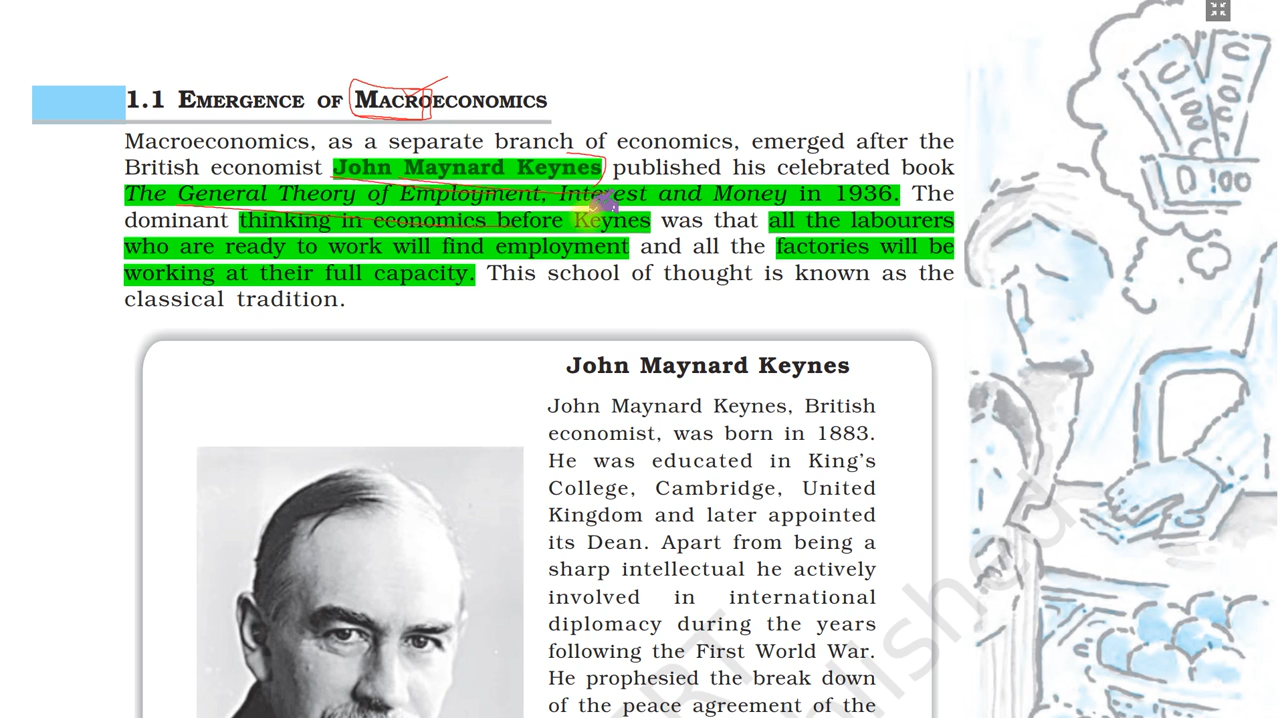 1.1 EMERGENCE OF MACROECONOMICS
Macroeconomics, as a separate branch of economics, emerged after the
British economist John Maynard Keynes published his celebrated book
The General Theory of Employment, Interest and Money in 1936. The
dominant thinking in economics before Keynes was that all the labourers
who are ready to work will find employment and all the factories will be
working at their full capacity. This school of thought is known as the
classical tradition.
John Maynard Keynes
John Maynard Keynes, British
economist, was born in 1883.
He was educated in King’s
College, Cambridge, United
Kingdom and later appointed
its Dean. Apart from being a
sharp intellectual he actively
involved in international
diplomacy during the years
following the First World War.
He prophesied the break down
of the peace agreement of the